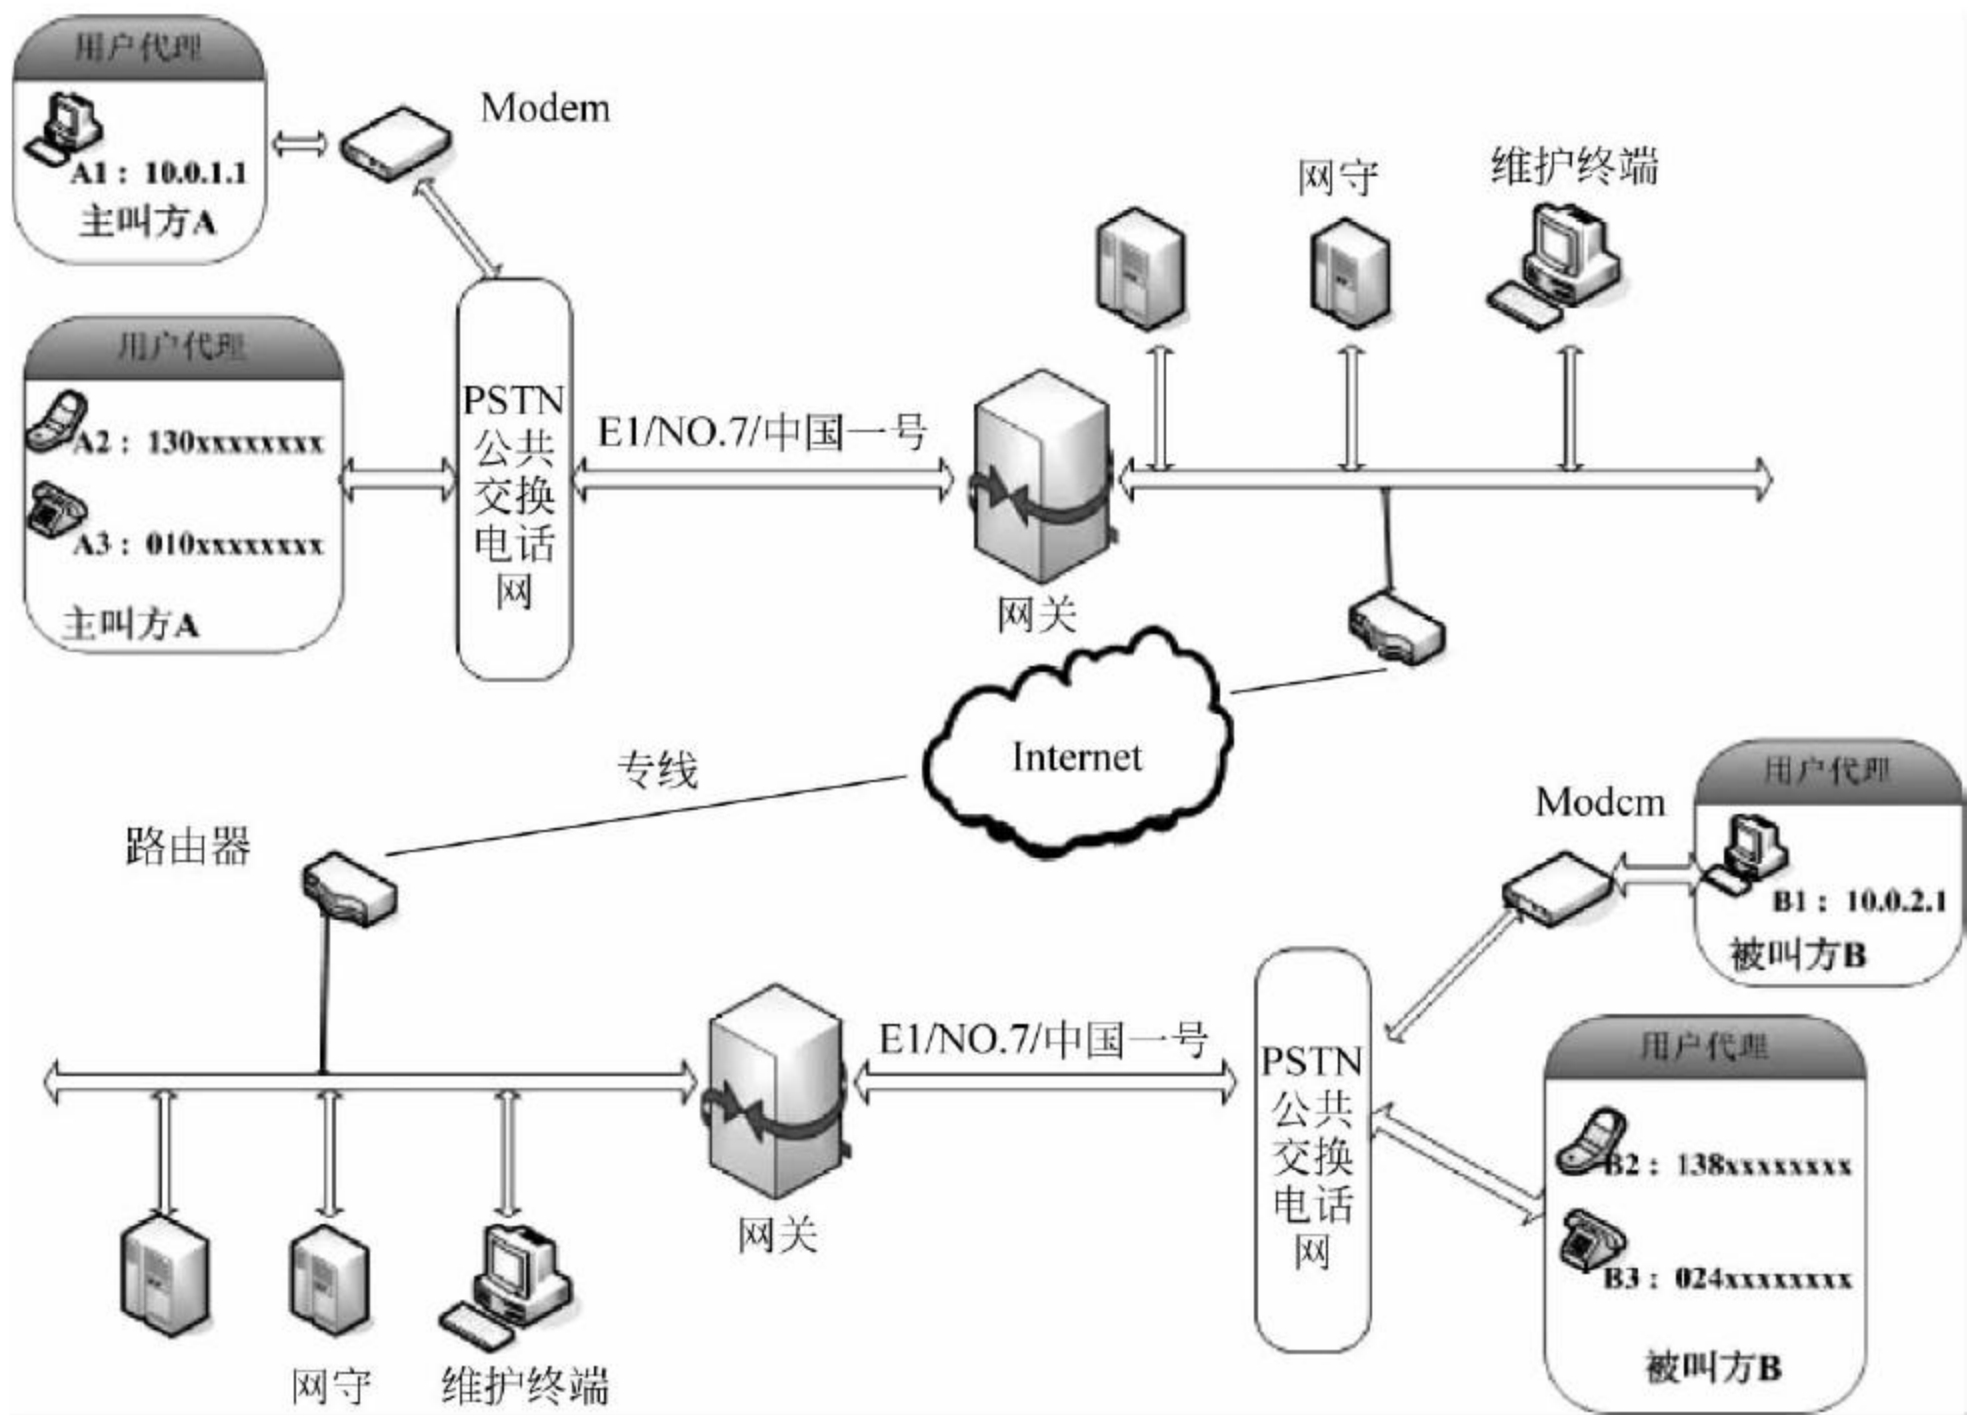 用户代理
A1：10.0.1.1
主叫方A
Modem
用户代理
A2：130xxxxxxxx
A3：010xxxxxxxx
主叫方A
PSTN
公共
交换
电话
网
E1/NO.7/中国一号
网关
网守
维护终端
Internet
专线
路由器
网守
维护终端
网关
E1/NO.7/中国一号
PSTN
公共
交换
电话
网
Modem
用户代理
B1：10.0.2.1
被叫方B
用户代理
B2：138xxxxxxxx
B3：024xxxxxxxx
被叫方B